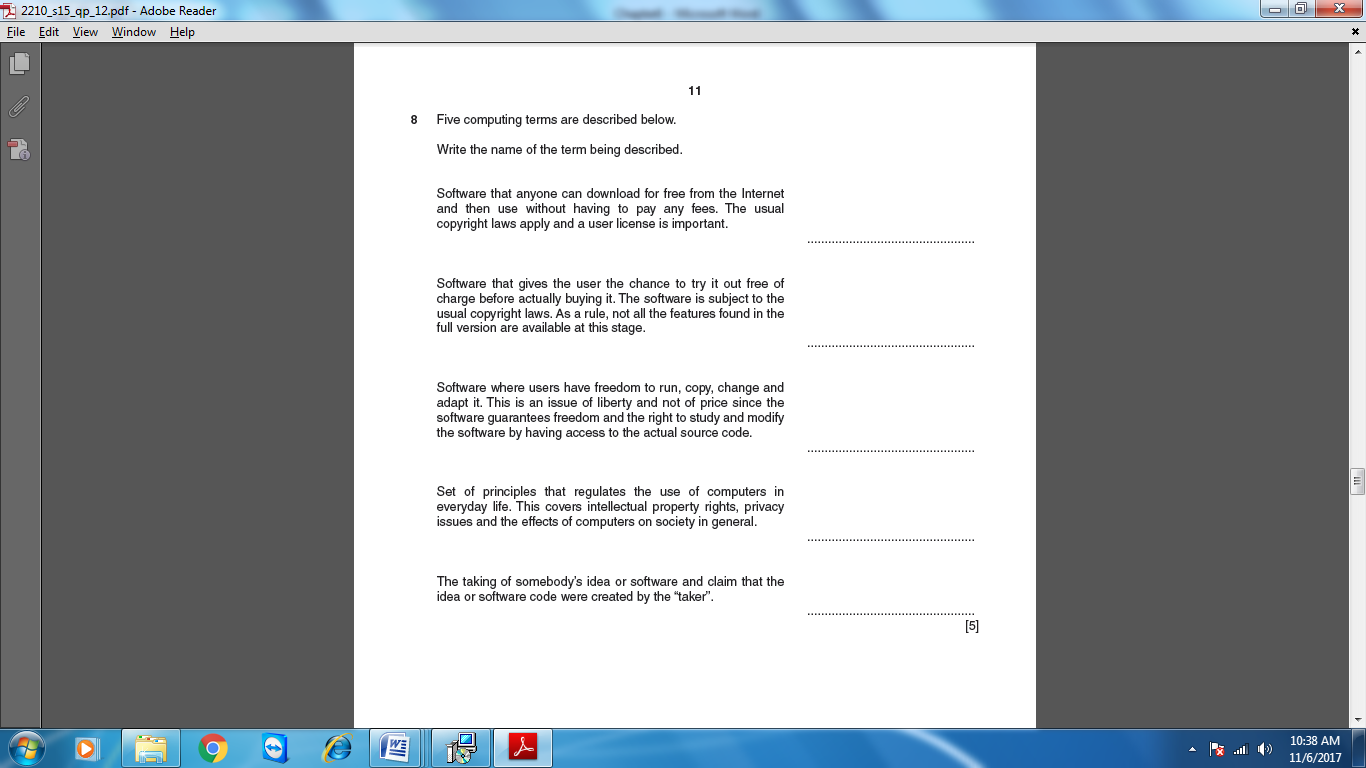 2210_s15_qp_12.pdf - Adobe Reader
File Edit View Window Help
11
8 Five computing terms are described below.
Write the name of the term being described.
Software that anyone can download for free from the Internet
and then use without having to pay any fees. The usual
copyright laws apply and a user license is important.
................................................
Software that gives the user the chance to try it out free of
charge before actually buying it. The software is subject to the
usual copyright laws. As a rule, not all the features found in the
full version are available at this stage.
................................................
Software where users have freedom to run, copy, change and
adapt it. This is an issue of liberty and not of price since the
software guarantees freedom and the right to study and modify
the software by having access to the actual source code.
................................................
Set of principles that regulates the use of computers in
everyday life. This covers intellectual property rights, privacy
issues and the effects of computers on society in general.
................................................
The taking of somebody's idea or software and claim that the
idea or software code were created by the “taker”.
................................................
[5]
10:38 AM
11/6/2017